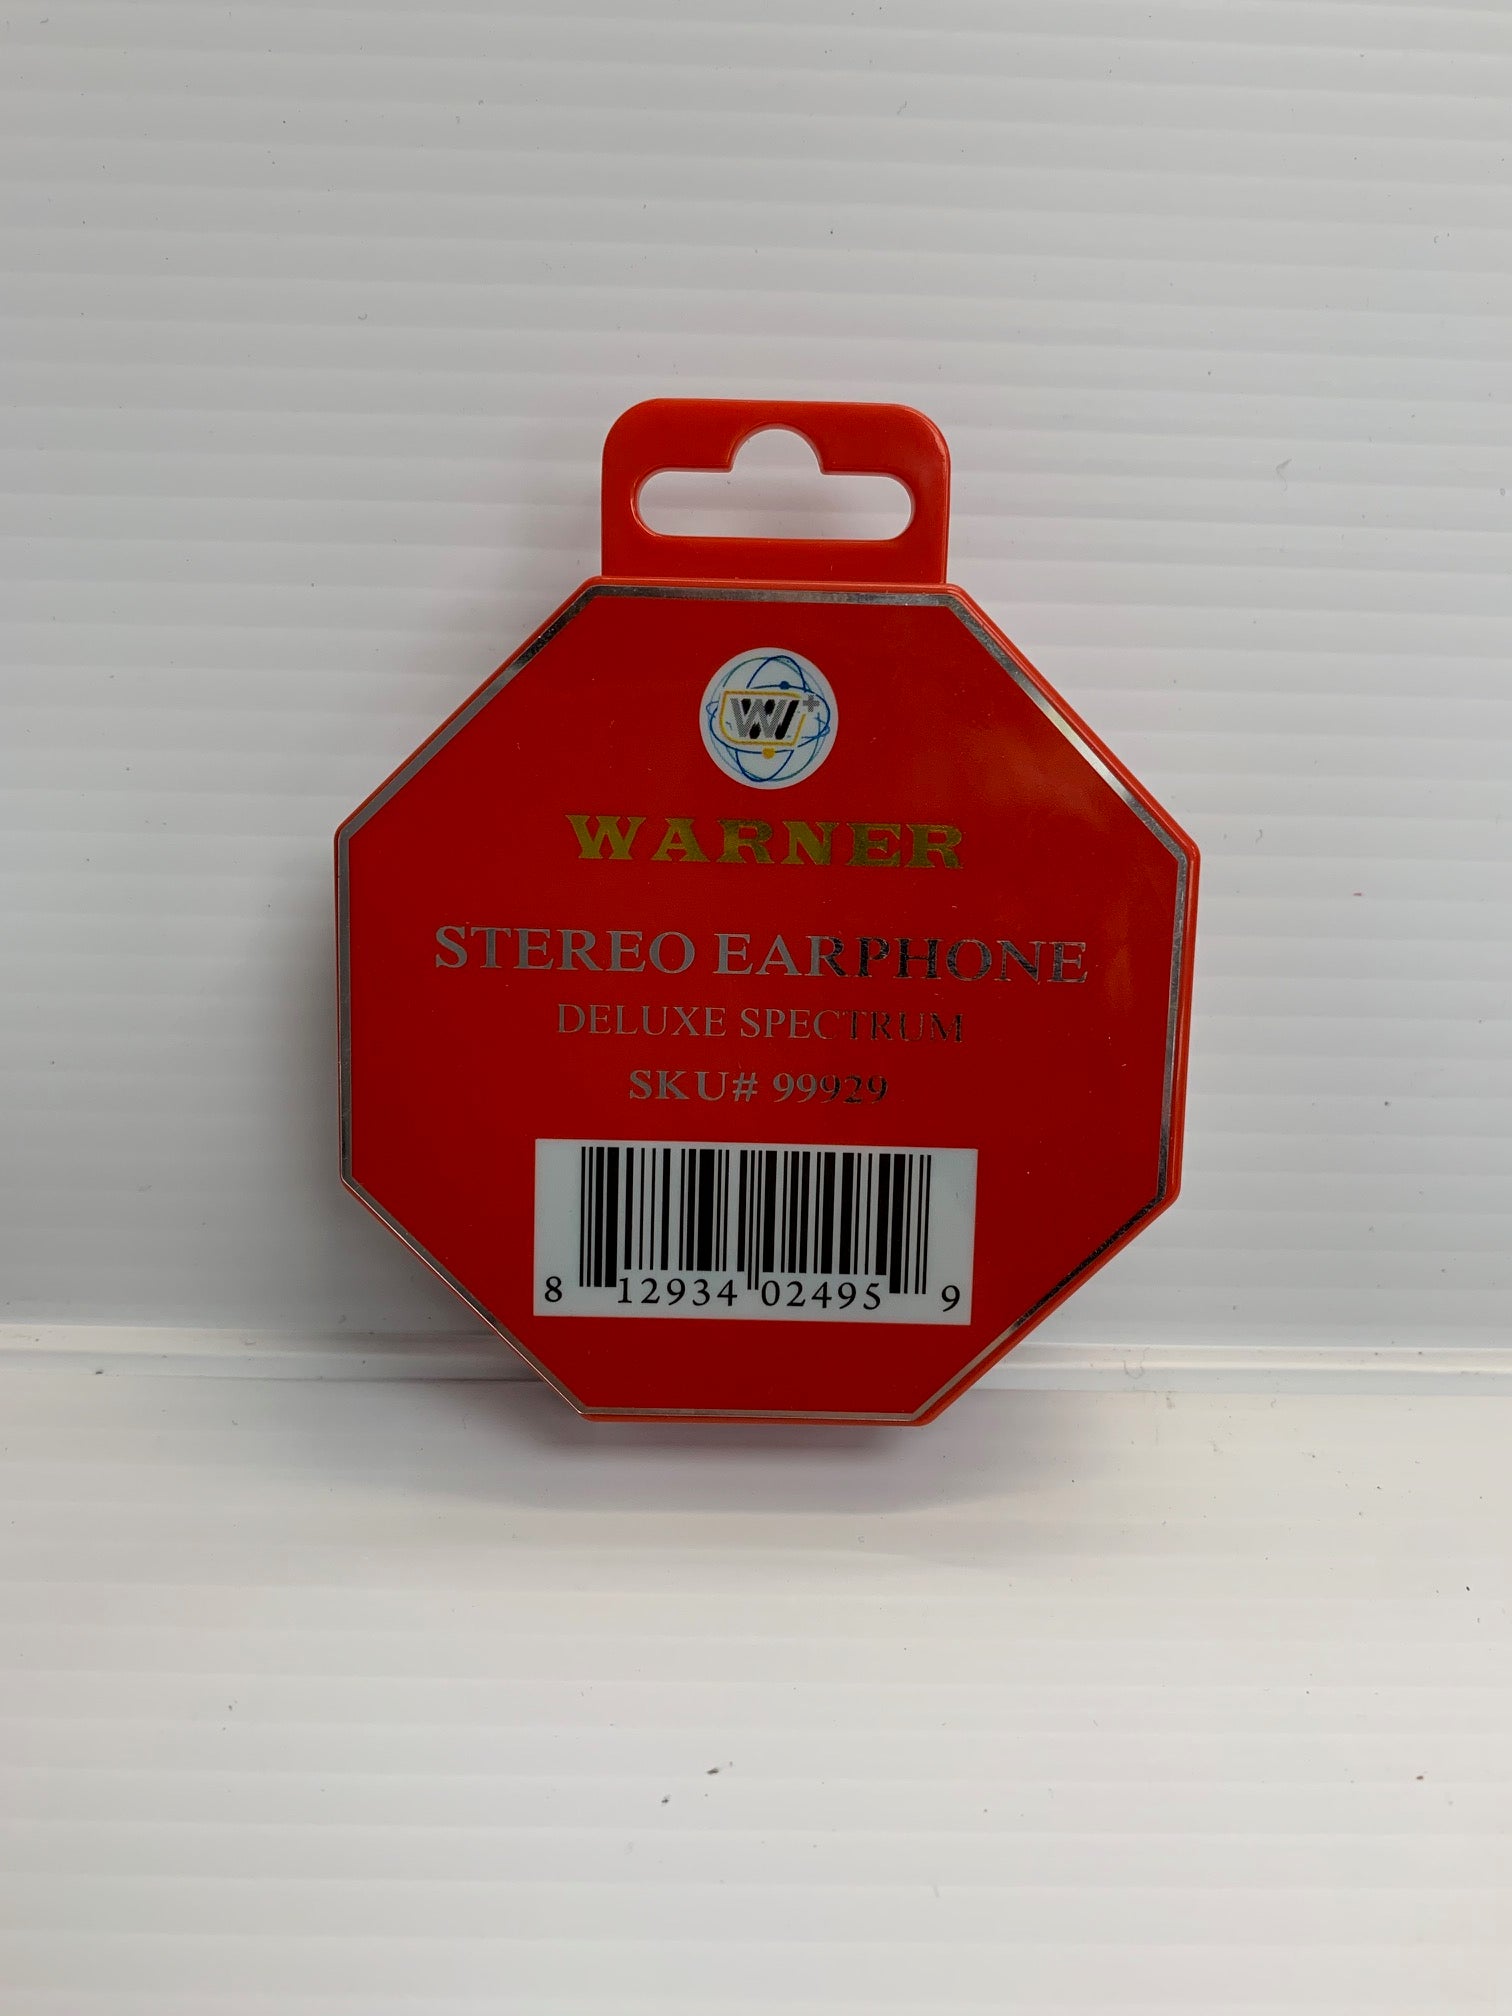 W+
WARNER
STEREO EARPHONE
DELUXE SPECTRUM
SKU# 99929
8 12934 02495 9